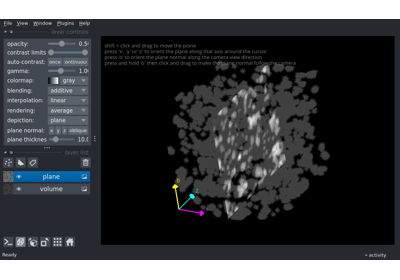 File View Window Plugins Help
layer controls
opacity: 0.5
contrast limits
auto-contrast: once continuous
gamma: 1.0
colormap: gray
blending: additive
interpolation: linear
rendering: average
depiction: plane
plane normal: x y z oblique
plane thickness 10.0
layer list
plane
volume
shift + click and drag to move the plane
press 'x', 'y' or 'z' to orient the plane along that axis around the cursor
press 'o' to orient the plane normal along the camera view direction
press and hold 'o' then click and drag to make the plane normal follow the camera
Ready
activity